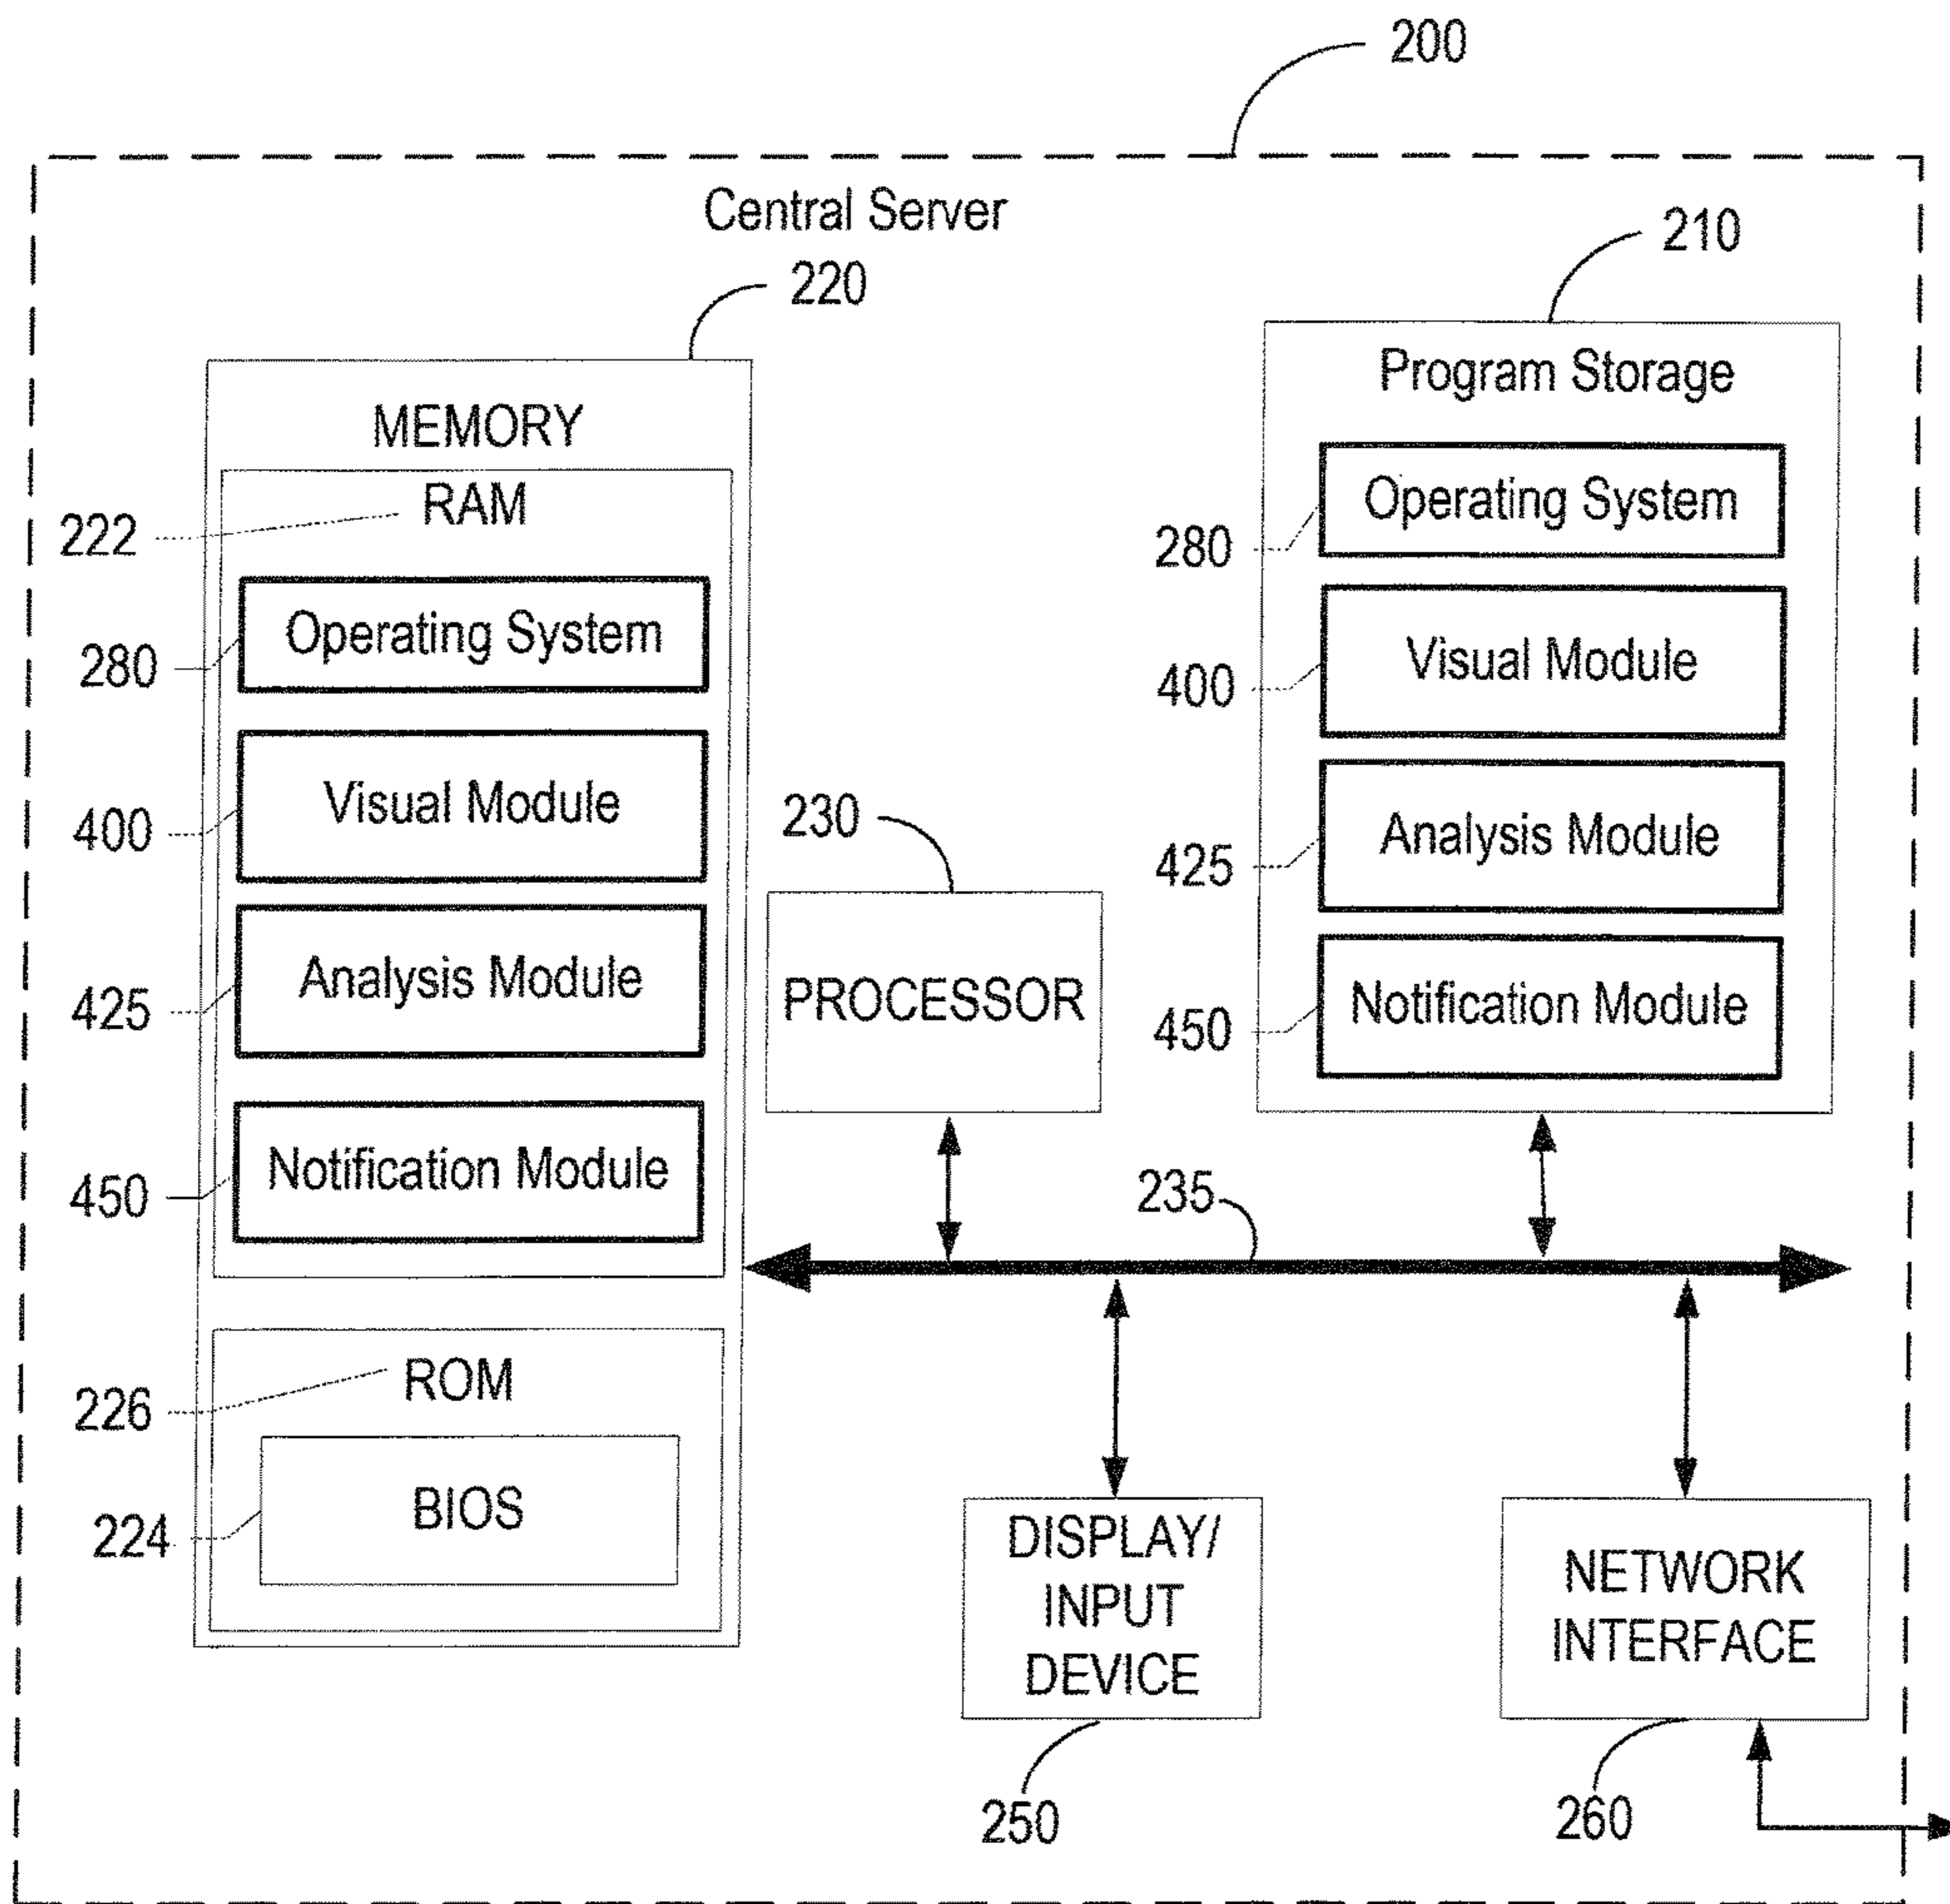 200
Central Server
220
210
MEMORY
RAM
222
Operating System
280
Visual Module
400
Analysis Module
425
Notification Module
450
ROM
226
BIOS
224
230
PROCESSOR
Program Storage
Operating System
280
Visual Module
400
Analysis Module
425
Notification Module
450
235
DISPLAY/
INPUT
DEVICE
250
NETWORK
INTERFACE
260